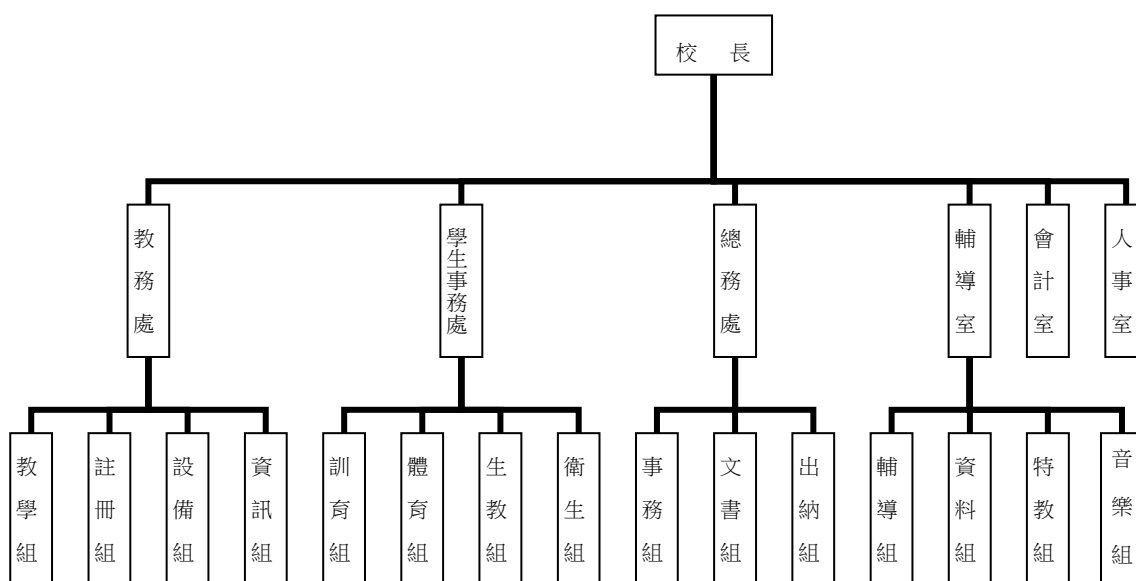 校長
教務處
學生事務處
總務處
輔導室
會計室
人事室
教學組
註冊組
設備組
資訊組
訓育組
體育組
生教組
衛生組
事務組
文書組
出納組
輔導組
資料組
特教組
音樂組